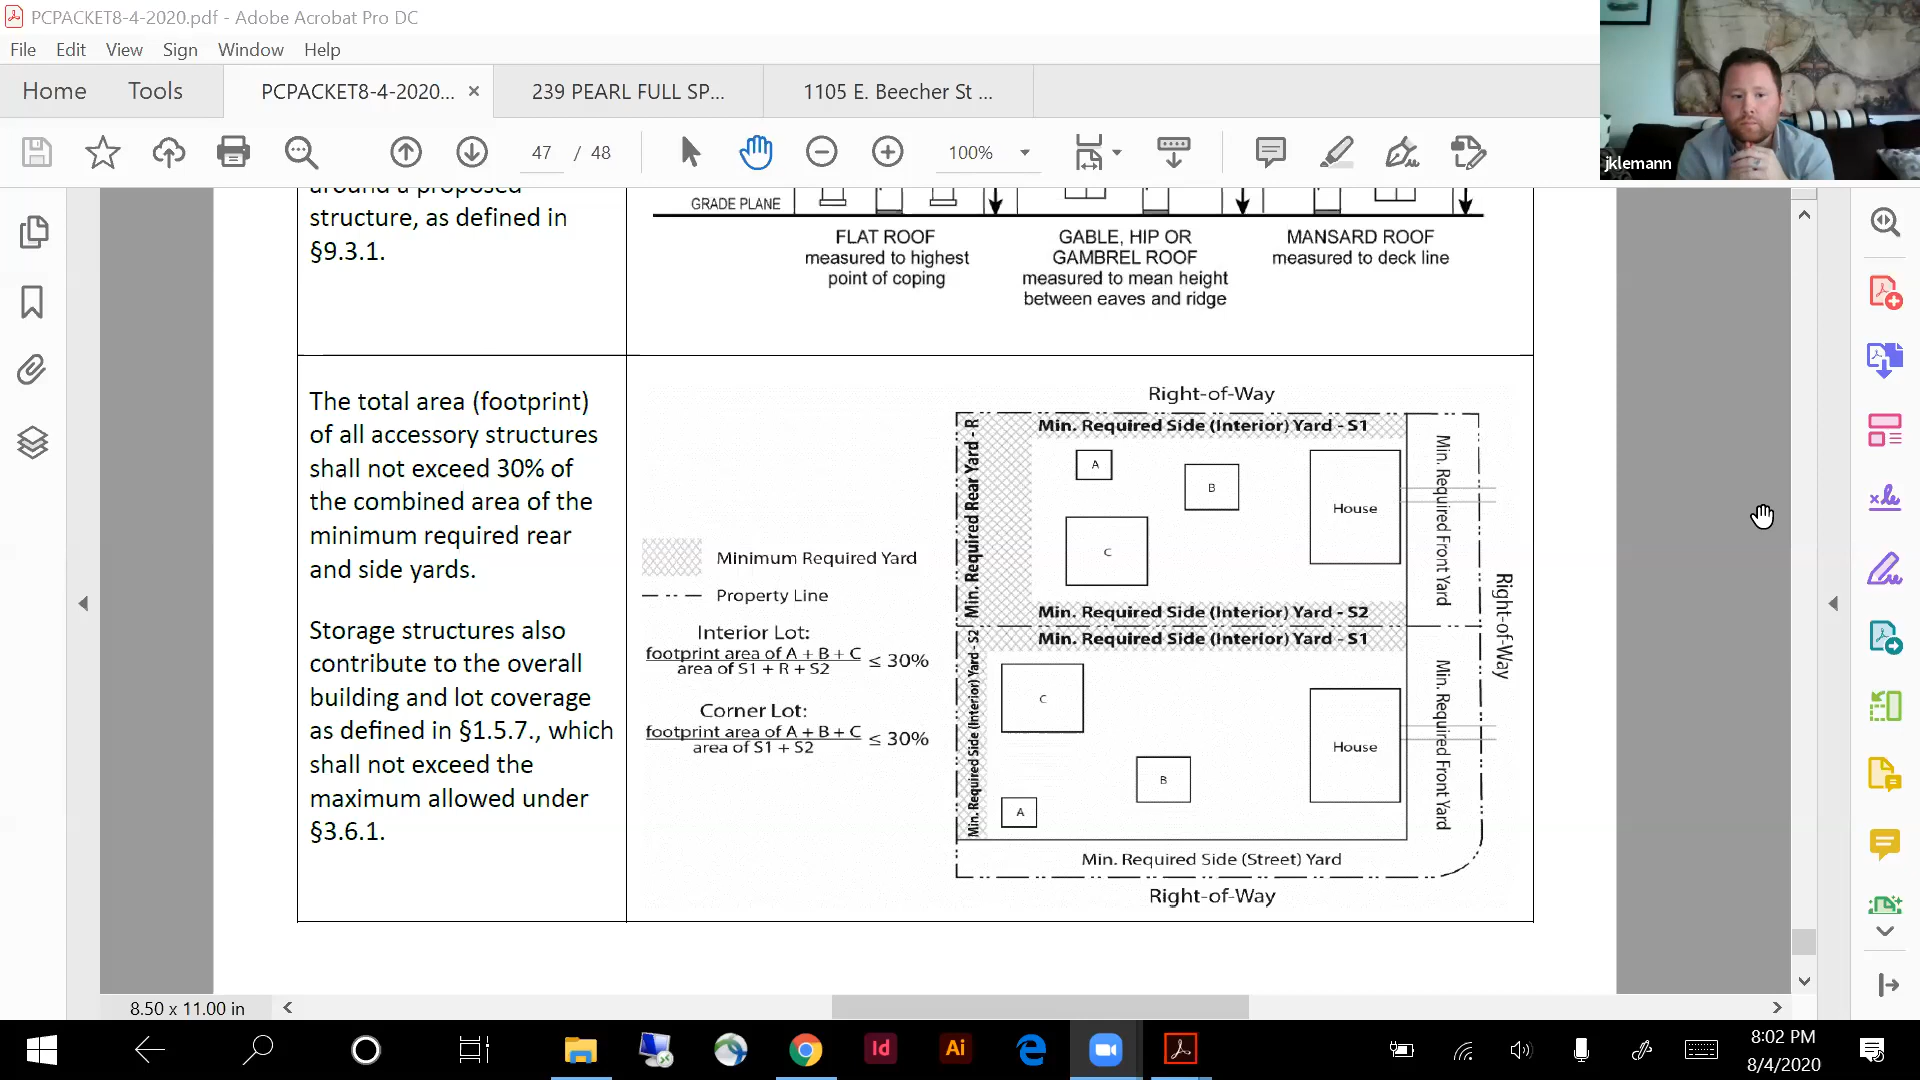 PCPACKET8-4-2020.pdf - Adobe Acrobat Pro DC
File Edit View Sign Window Help
Home Tools PCPACKET8-4-2020... × 239 PEARL FULL SP... 1105 E. Beecher St ...
47 / 48 100%
jklemann
around a proposed
structure, as defined in
§9.3.1.
GRADE PLANE
FLAT ROOF
measured to highest
point of coping
GABLE, HIP OR
GAMBREL ROOF
measured to mean height
between eaves and ridge
MANSARD ROOF
measured to deck line
The total area (footprint)
of all accessory structures
shall not exceed 30% of
the combined area of the
minimum required rear
and side yards.
Storage structures also
contribute to the overall
building and lot coverage
as defined in §1.5.7., which
shall not exceed the
maximum allowed under
§3.6.1.
Minimum Required Yard
Property Line
Interior Lot:
footprint area of A + B + C
area of S1 + R + S2
≤ 30%
Corner Lot:
footprint area of A + B + C
area of S1 + S2
≤ 30%
Right-of-Way
Min. Required Side (Interior) Yard - S1
Min. Required Rear Yard - R
A
B
C
House
Min. Required Front Yard
Min. Required Side (Interior) Yard - S2
Right-of-Way
Min. Required Side (Interior) Yard - S1
Min. Required Side (Interior) Yard - S2
C
B
A
House
Min. Required Front Yard
Min. Required Side (Street) Yard
Right-of-Way
8.50 x 11.00 in
Id
Ai
8:02 PM
8/4/2020